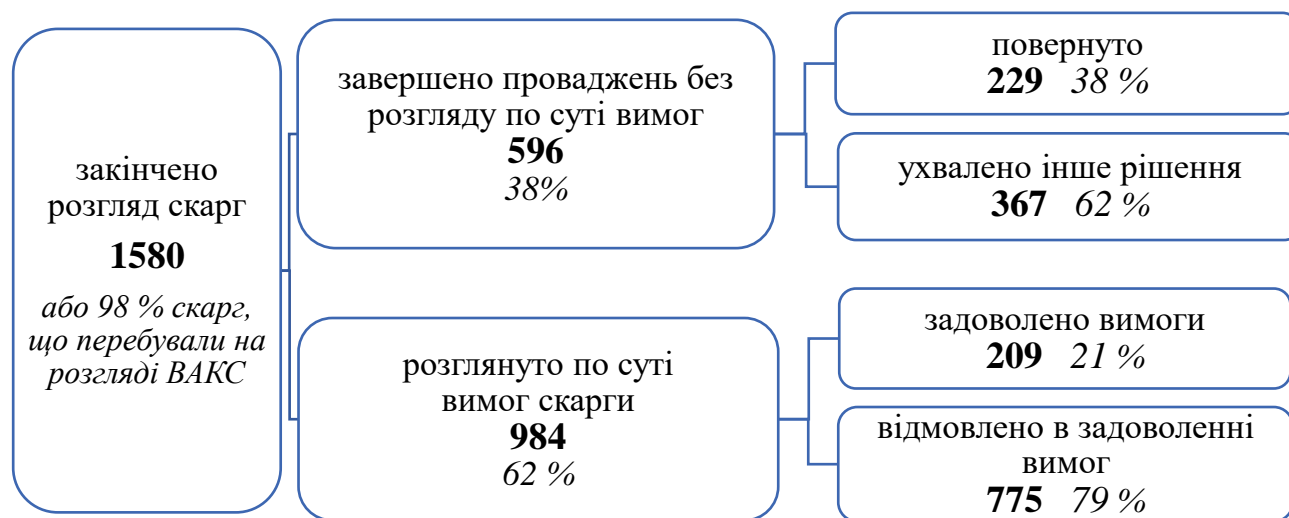 закінчено
розгляд скарг
1580
або 98 % скарг,
що перебували на
розгляді ВАКС
завершено проваджень без
розгляду по суті вимог
596
38%
повернуто
229 38 %
ухвалено інше рішення
367 62 %
розглянуто по суті
вимог скарги
984
62 %
задоволено вимоги
209 21 %
відмовлено в задоволенні
вимог
775 79 %